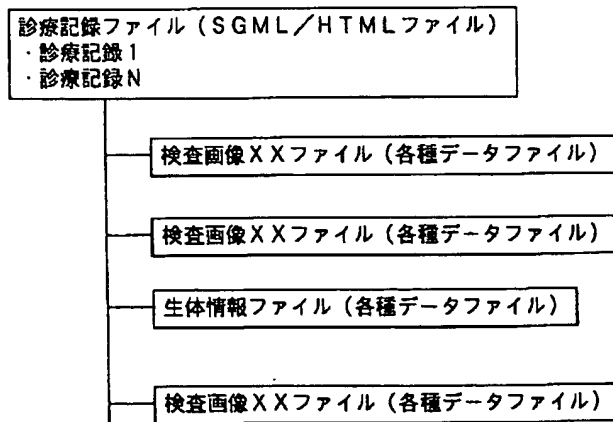 診療記録ファイル（ＳＧＭＬ／ＨＴＭＬファイル）
・診療記録１
・診療記録Ｎ
検査画像ＸＸファイル（各種データファイル）
検査画像ＸＸファイル（各種データファイル）
生体情報ファイル（各種データファイル）
検査画像ＸＸファイル（各種データファイル）